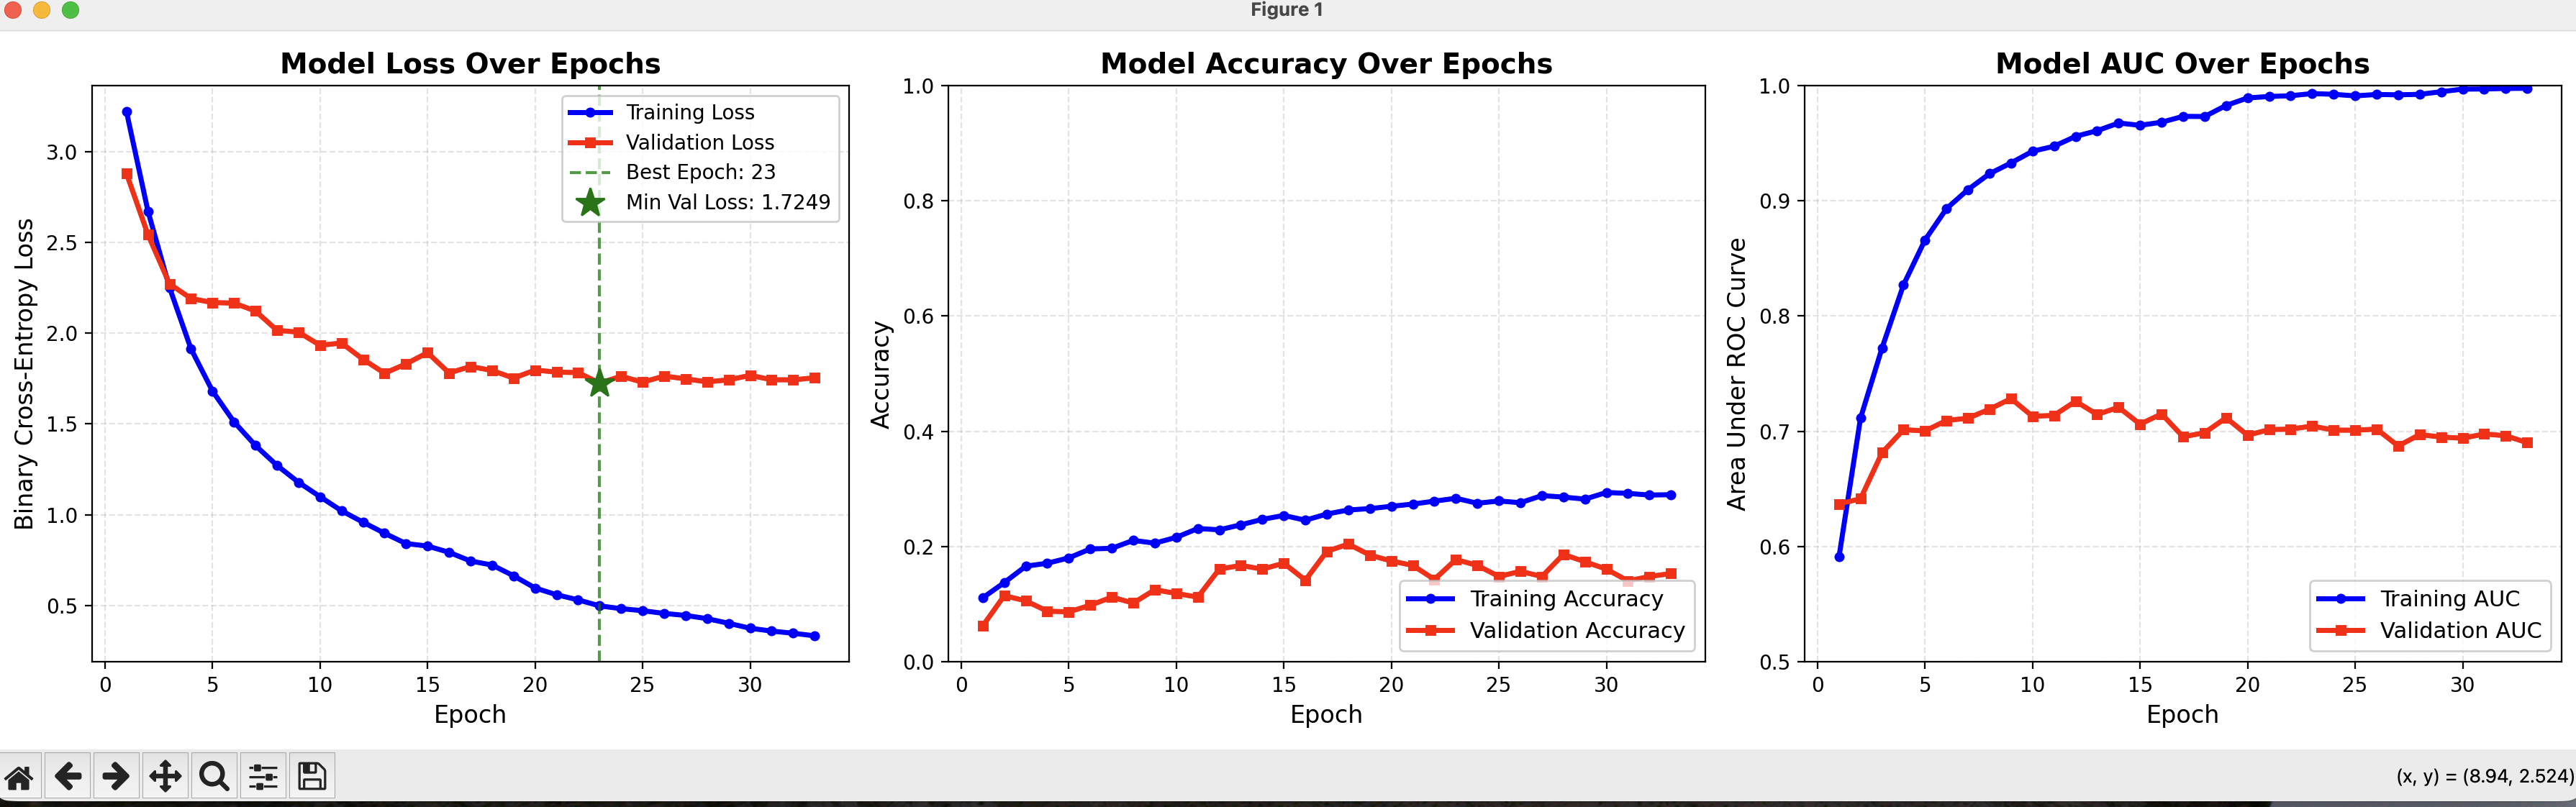 Figure 1
Model Loss Over Epochs
3.0
2.5
2.0
1.5
1.0
0.5
Binary Cross-Entropy Loss
Training Loss
Validation Loss
Best Epoch: 23
Min Val Loss: 1.7249
0 5 10 15 20 25 30
Epoch
Model Accuracy Over Epochs
1.0
0.8
0.6
0.4
0.2
0.0
Accuracy
Training Accuracy
Validation Accuracy
0 5 10 15 20 25 30
Epoch
Model AUC Over Epochs
1.0
0.9
0.8
0.7
0.6
0.5
Area Under ROC Curve
Training AUC
Validation AUC
0 5 10 15 20 25 30
Epoch
(x, y) = (8.94, 2.524)